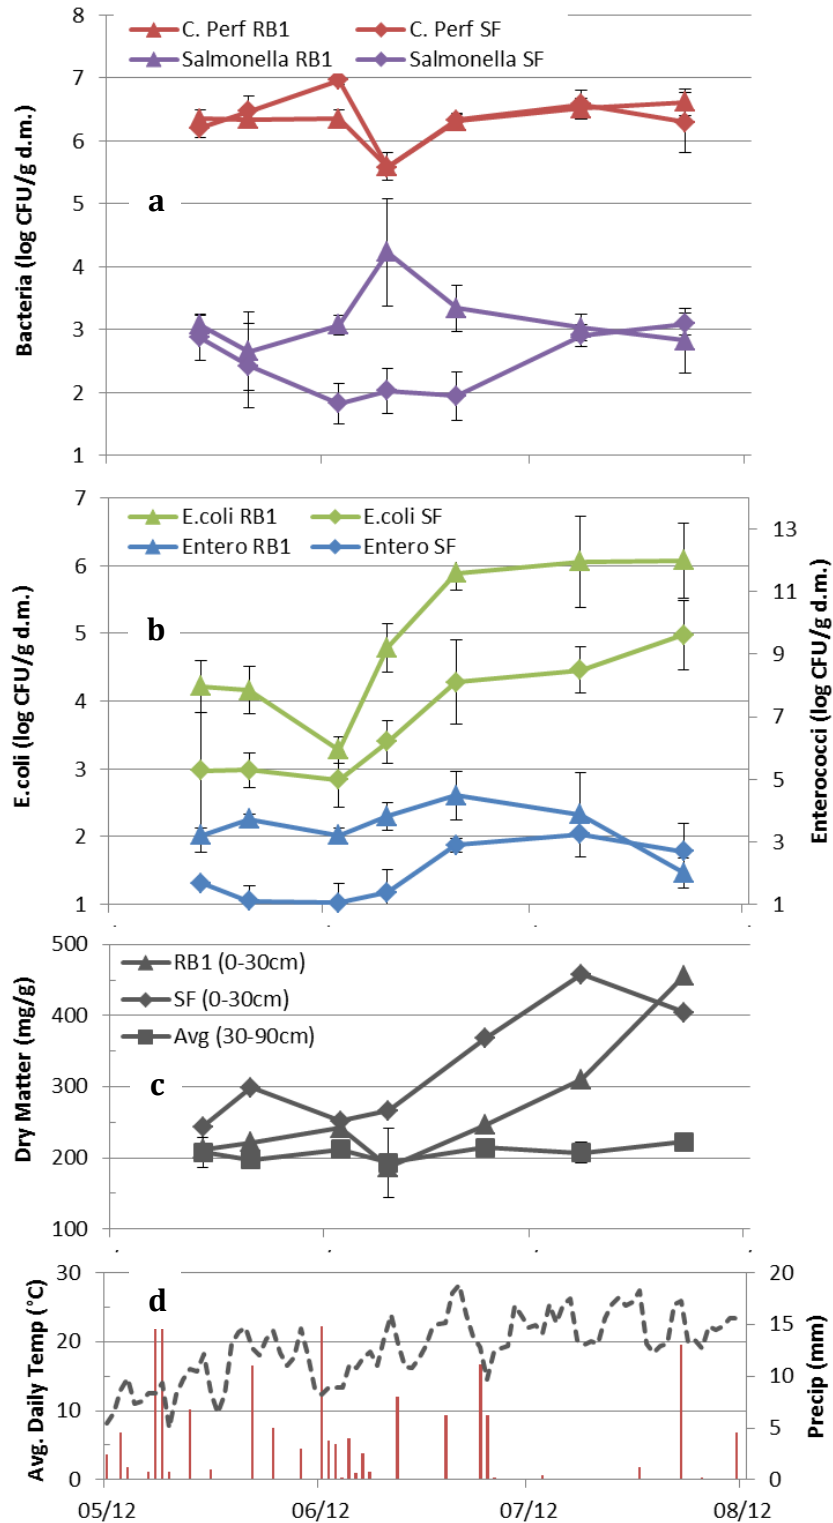 8
7
6
5
4
3
2
1
Bacteria (log CFU/g d.m.)
C. Perf RB1
C. Perf SF
Salmonella RB1
Salmonella SF
a
7
6
5
4
3
2
1
E.coli (log CFU/g d.m.)
E.coli RB1
E.coli SF
Entero RB1
Entero SF
b
13
11
9
7
5
3
1
Enterococci (log CFU/g d.m.)
500
400
300
200
100
Dry Matter (mg/g)
RB1 (0-30cm)
SF (0-30cm)
Avg (30-90cm)
c
30
20
10
0
Avg. Daily Temp (°C)
d
20
15
10
5
0
Precip (mm)
05/12
06/12
07/12
08/12